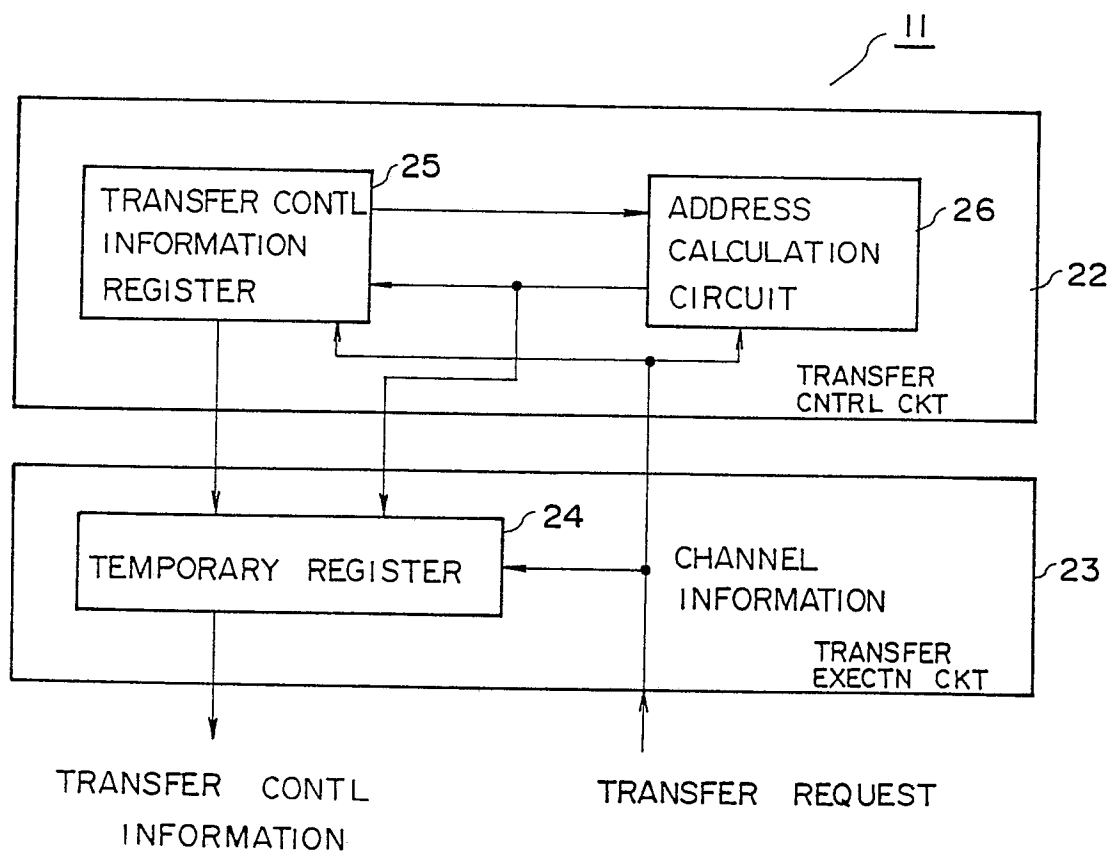 11
25
TRANSFER CONTL
INFORMATION
REGISTER
ADDRESS
CALCULATION
CIRCUIT
26
22
TRANSFER
CNTRL CKT
24
TEMPORARY REGISTER
CHANNEL
INFORMATION
23
TRANSFER
EXECTN CKT
TRANSFER CONTL
INFORMATION
TRANSFER REQUEST